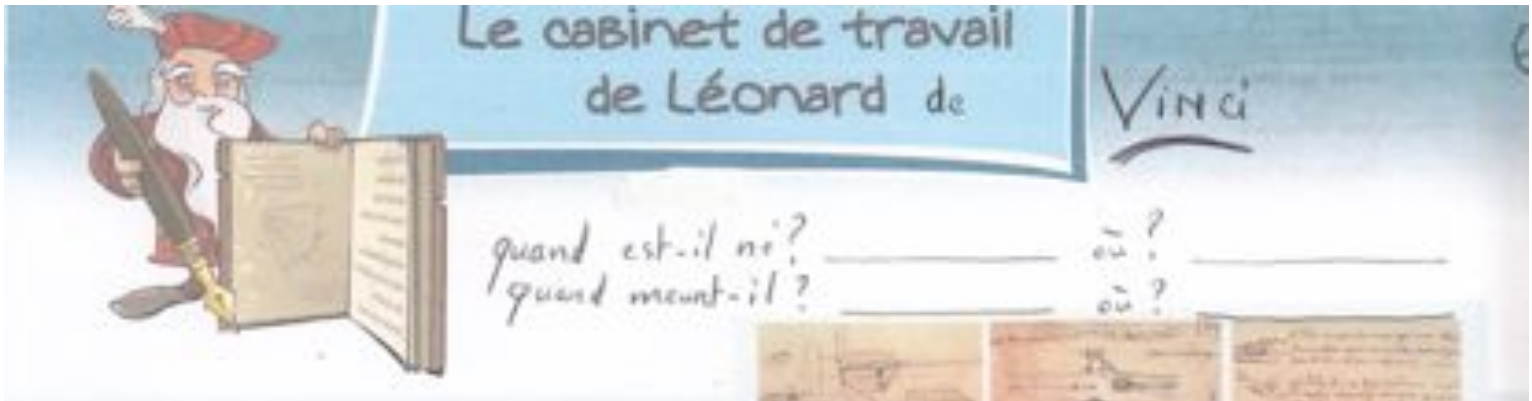 Le cabinet de travail
de Léonard de Vinci
quand est-il né? où?
quand meurt-il? où?